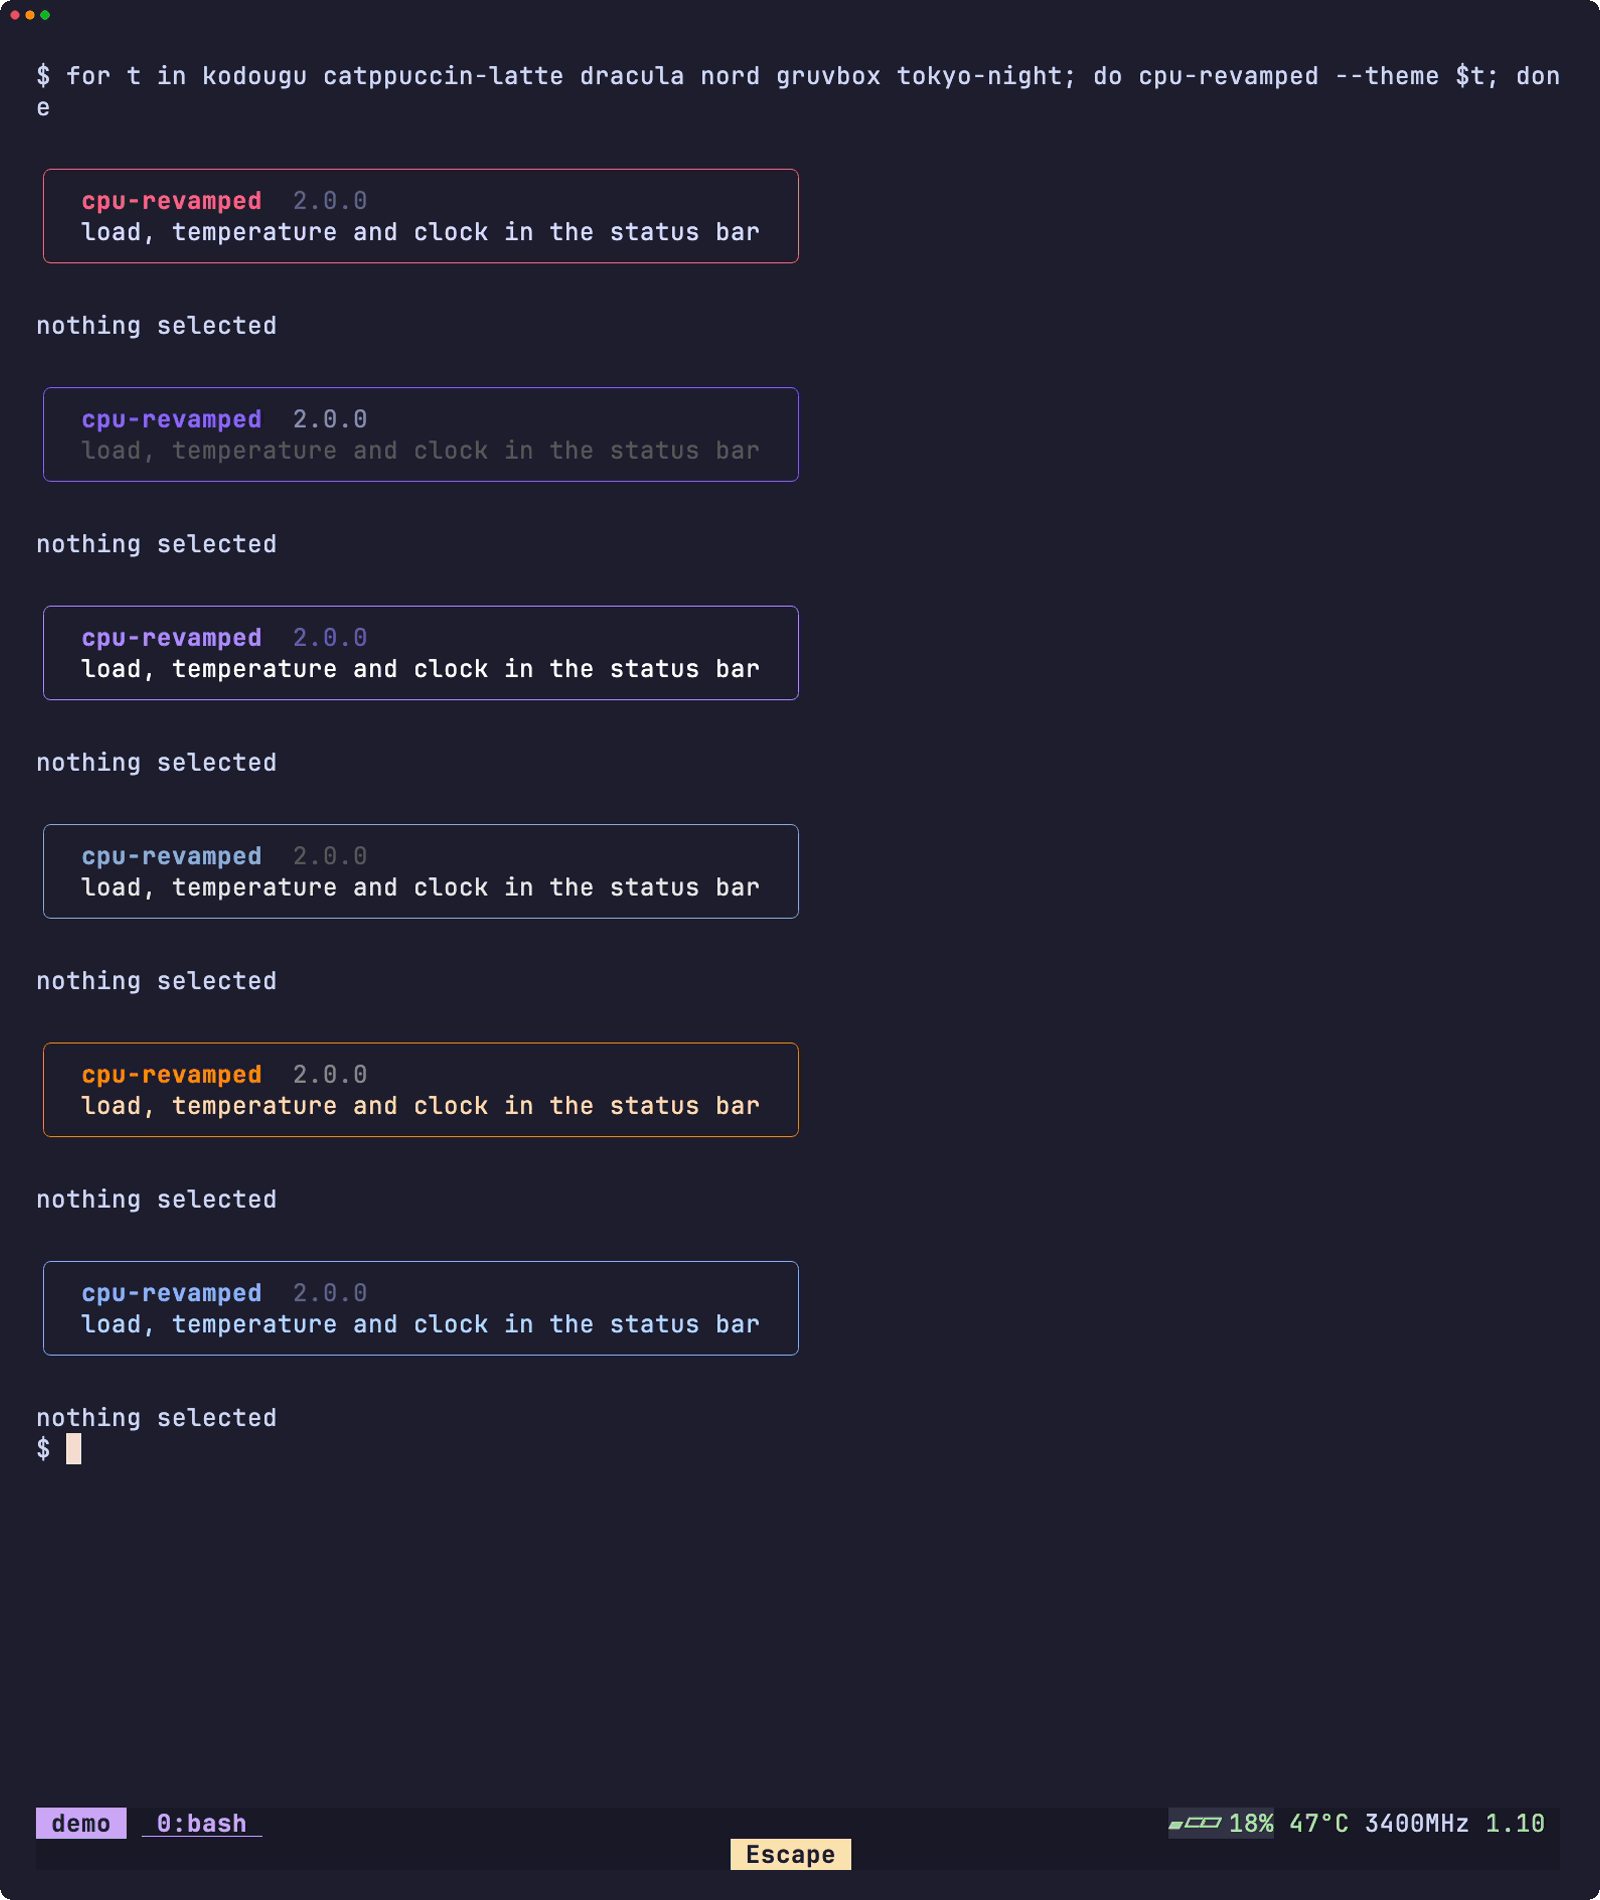 $ for t in kodougu catppuccin-latte dracula nord gruvbox tokyo-night; do cpu-revamped --theme $t; don
e
cpu-revamped 2.0.0
load, temperature and clock in the status bar
nothing selected
cpu-revamped 2.0.0
load, temperature and clock in the status bar
nothing selected
cpu-revamped 2.0.0
load, temperature and clock in the status bar
nothing selected
cpu-revamped 2.0.0
load, temperature and clock in the status bar
nothing selected
cpu-revamped 2.0.0
load, temperature and clock in the status bar
nothing selected
cpu-revamped 2.0.0
load, temperature and clock in the status bar
nothing selected
$
demo 0:bash 18% 47°C 3400MHz 1.10
Escape